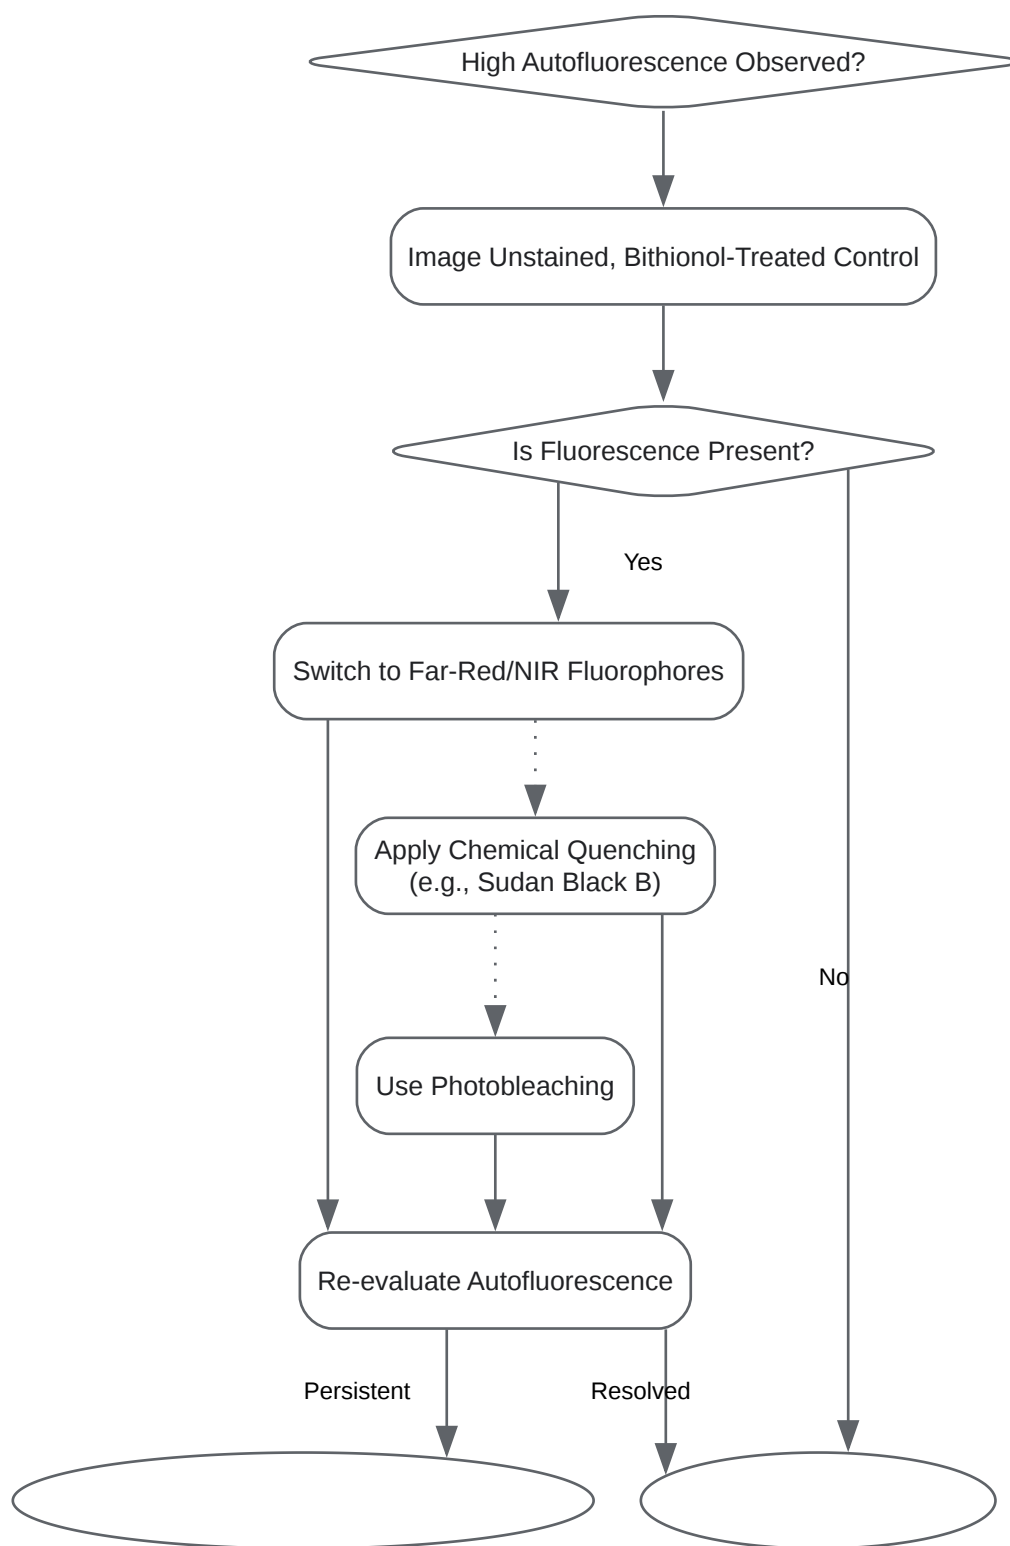 High Autofluorescence Observed?
Image Unstained, Bithionol-Treated Control
Is Fluorescence Present?
Yes
Switch to Far-Red/NIR Fluorophores
Apply Chemical Quenching
(e.g., Sudan Black B)
No
Use Photobleaching
Re-evaluate Autofluorescence
Persistent
Resolved